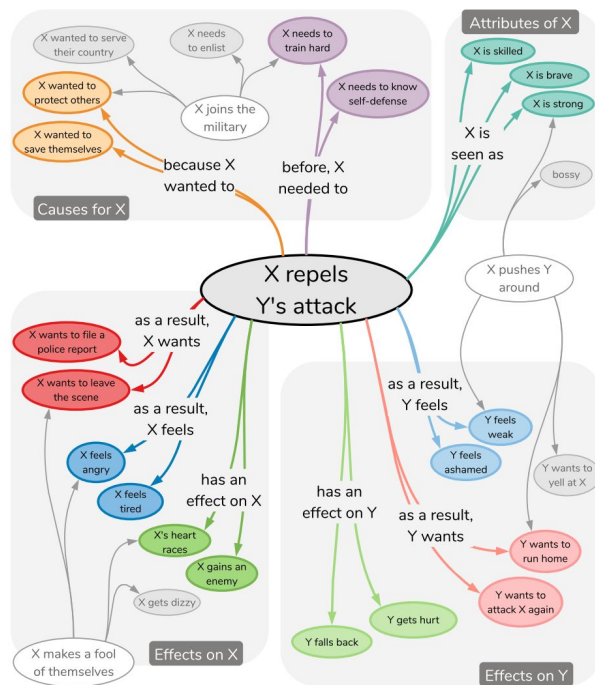 X wanted to serve
their country
X needs
to enlist
X needs to
train hard
Attributes of X
X is skilled
X is brave
X is strong
X wanted to
protect others
X needs to know
self-defense
X joins the
military
X wanted to
save themselves
because X
wanted to
before, X
needed to
X is
seen as
bossy
Causes for X
X repels
Y's attack
X pushes Y
around
as a result,
X wants
X wants to file a
police report
X wants to leave
the scene
as a result,
X feels
as a result,
Y feels
Y feels
weak
X feels
angry
Y feels
ashamed
Y wants to
yell at X
X feels
tired
has an
effect on X
has an
effect on Y
as a result,
Y wants
X's heart
races
Y wants to
run home
X gains an
enemy
X gets dizzy
Y wants to
attack X again
Y gets hurt
Y falls back
X makes a fool
of themselves
Effects on X
Effects on Y